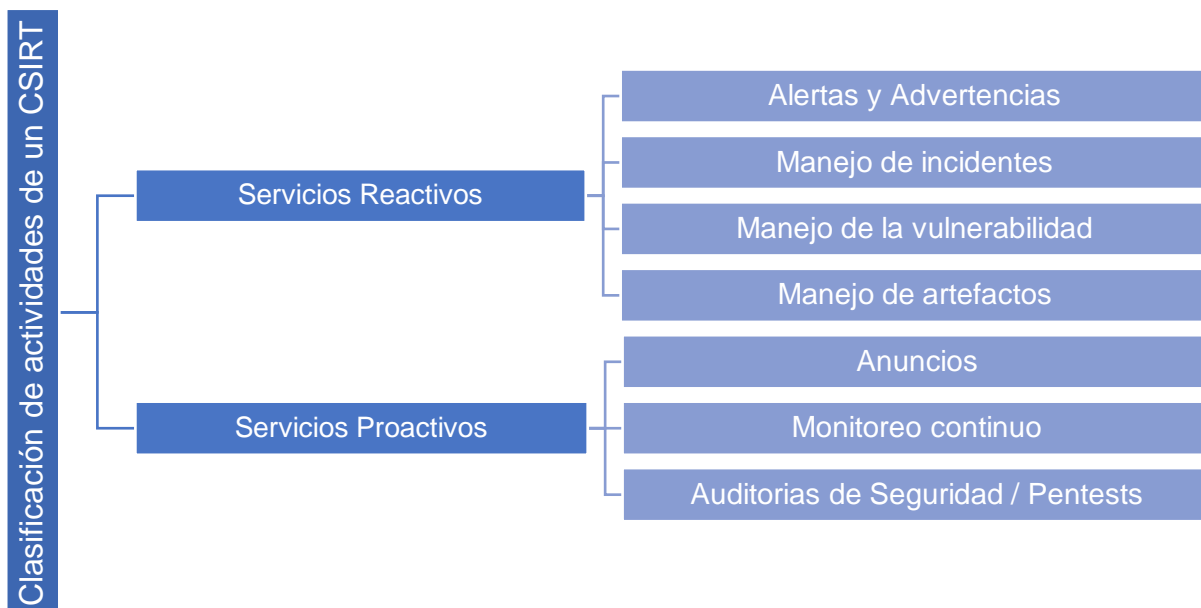 Clasificación de actividades de un CSIRT
Servicios Reactivos
Alertas y Advertencias
Manejo de incidentes
Manejo de la vulnerabilidad
Manejo de artefactos
Servicios Proactivos
Anuncios
Monitoreo continuo
Auditorias de Seguridad / Pentests